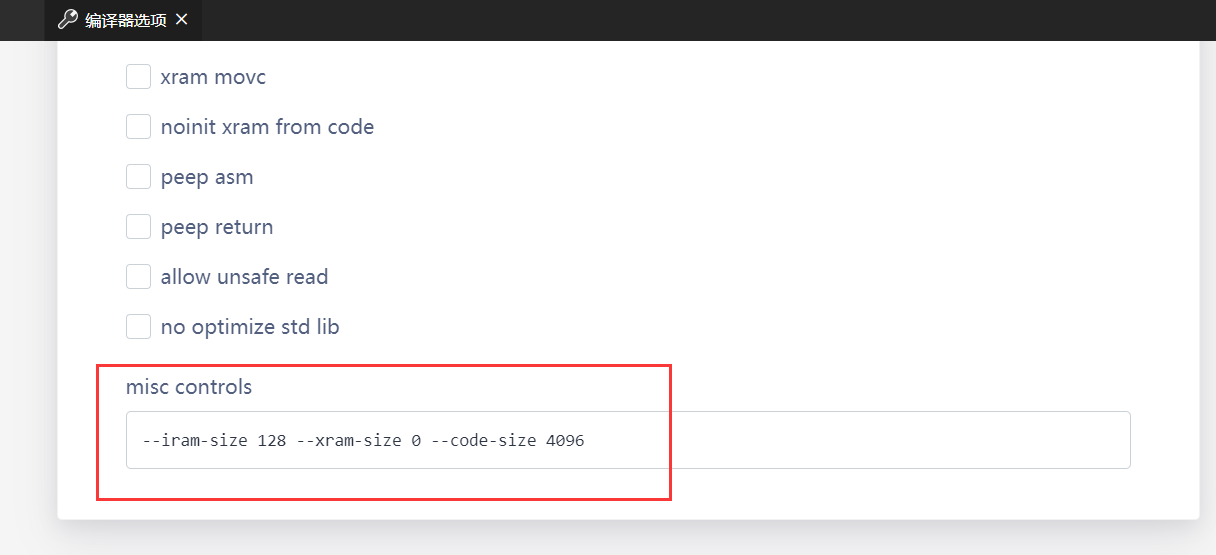 编译器选项
xram movc
noinit xram from code
peep asm
peep return
allow unsafe read
no optimize std lib
misc controls
--iram-size 128 --xram-size 0 --code-size 4096